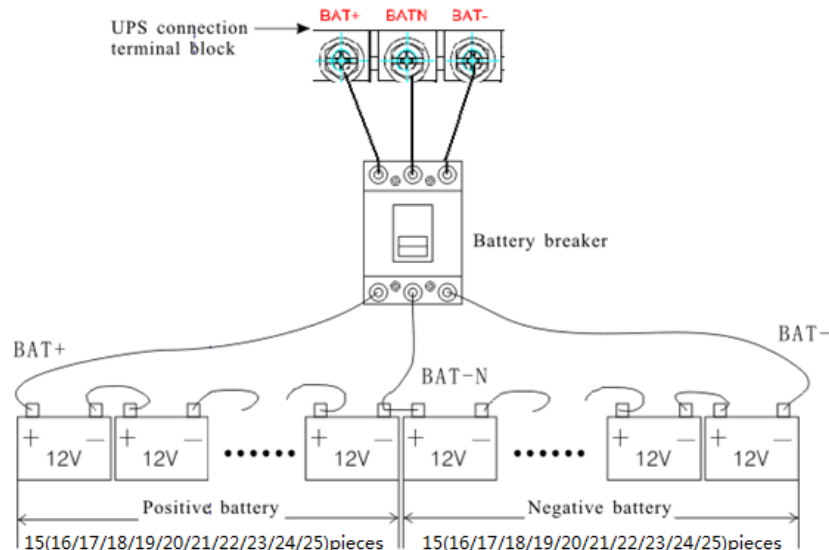 BAT+ BATN BAT-
UPS connection
terminal block
Battery breaker
BAT+
BAT-
BAT-N
+ − + − + − + − + − + −
12V 12V ...... 12V 12V ...... 12V 12V
Positive battery Negative battery
15(16/17/18/19/20/21/22/23/24/25)pieces 15(16/17/18/19/20/21/22/23/24/25)pieces